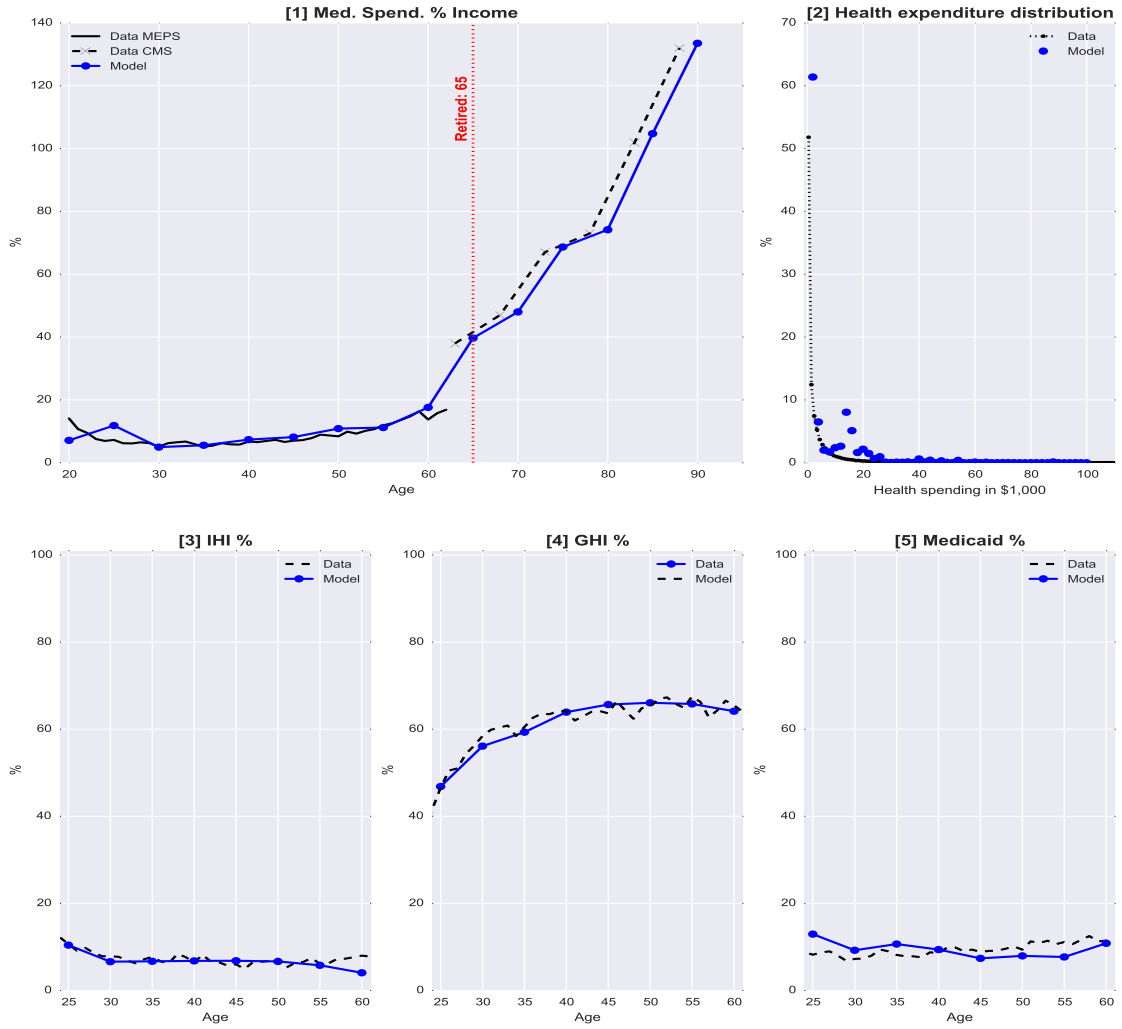 [1] Med. Spend. % Income
140
120
100
80
60
40
20
0
%
Data MEPS
Data CMS
Model
Retired: 65
20 30 40 50 60 70 80 90
Age
[2] Health expenditure distribution
70
60
50
40
30
20
10
0
%
Data
Model
0 20 40 60 80 100
Health spending in $1,000
[3] IHI %
100
80
60
40
20
0
%
Data
Model
25 30 35 40 45 50 55 60
Age
[4] GHI %
100
80
60
40
20
0
%
Data
Model
25 30 35 40 45 50 55 60
Age
[5] Medicaid %
100
80
60
40
20
0
%
Data
Model
25 30 35 40 45 50 55 60
Age